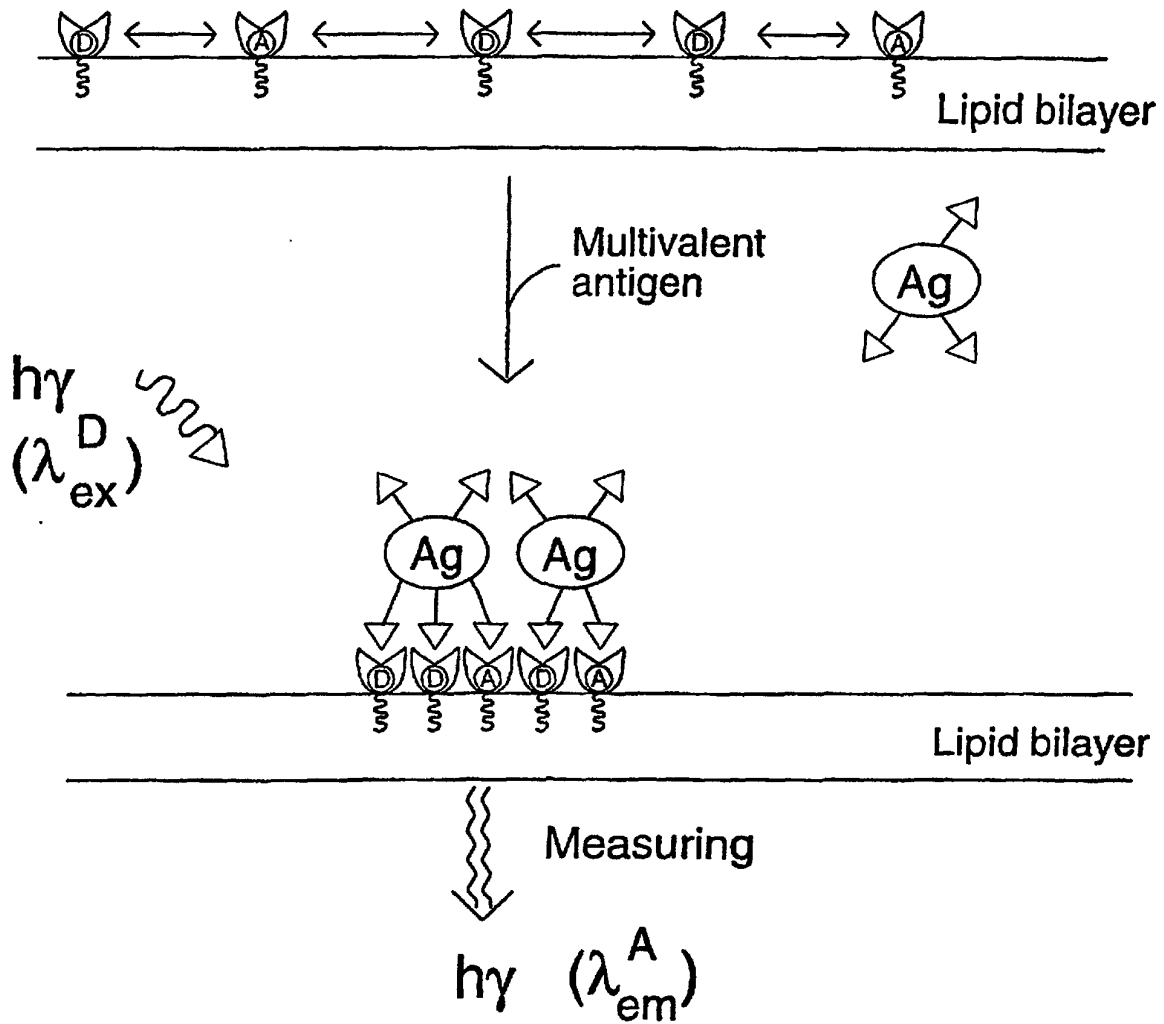 D A D D A
Lipid bilayer
Multivalent
antigen
Ag
hγ
(λ D ex)
Ag Ag
D D A D A
Lipid bilayer
Measuring
hγ (λ A em)